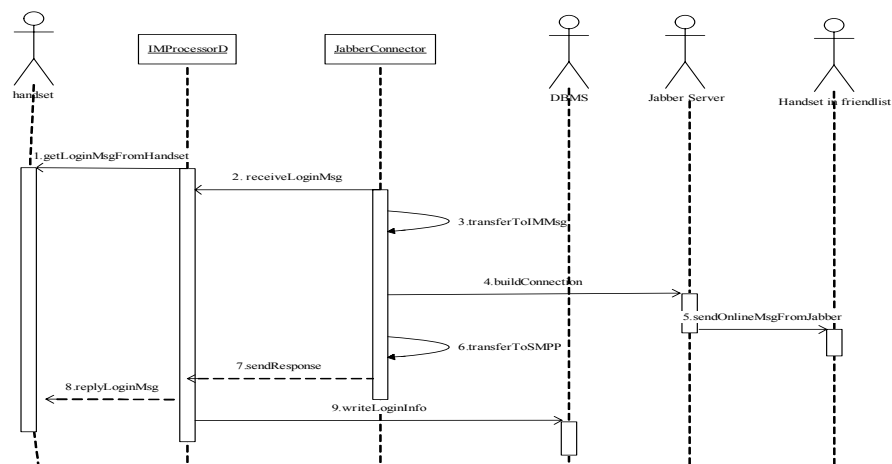 IMProcessorD
JabberConnector
handset
DBMS
Jabber Server
Handset in friendlist
1.getLoginMsgFromHandset
2. receiveLoginMsg
3.transferToIMMsg
4.buildConnection
5.sendOnlineMsgFromJabber
6.transferToSMPP
7.sendResponse
8.replyLoginMsg
9.writeLoginInfo